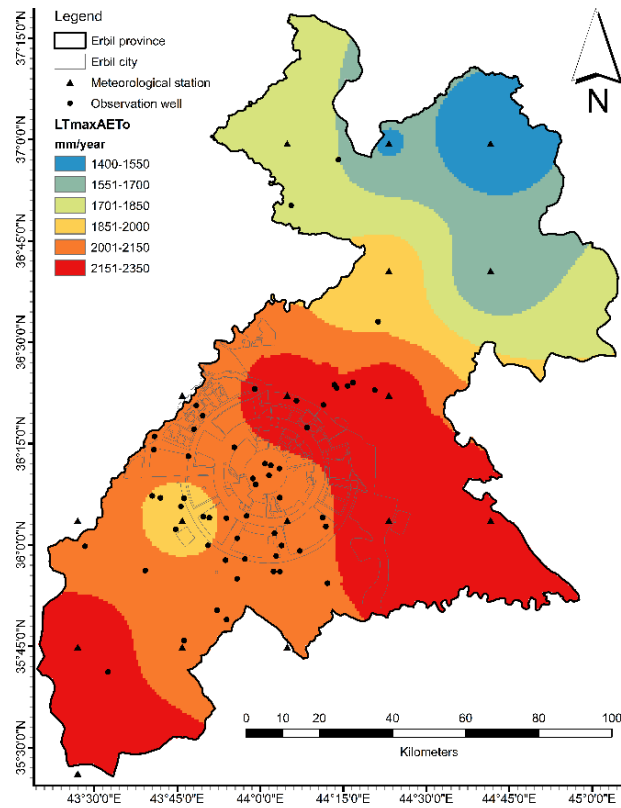 Legend
Erbil province
Erbil city
Meteorological station
Observation well
LTmaxAETo
mm/year
1400-1550
1551-1700
1701-1850
1851-2000
2001-2150
2151-2350
N
37°15'0"N
37°0'0"N
36°45'0"N
36°30'0"N
36°15'0"N
36°0'0"N
35°45'0"N
35°30'0"N
0 10 20 40 60 80 100
Kilometers
43°30'0"E 43°45'0"E 44°0'0"E 44°15'0"E 44°30'0"E 44°45'0"E 45°0'0"E